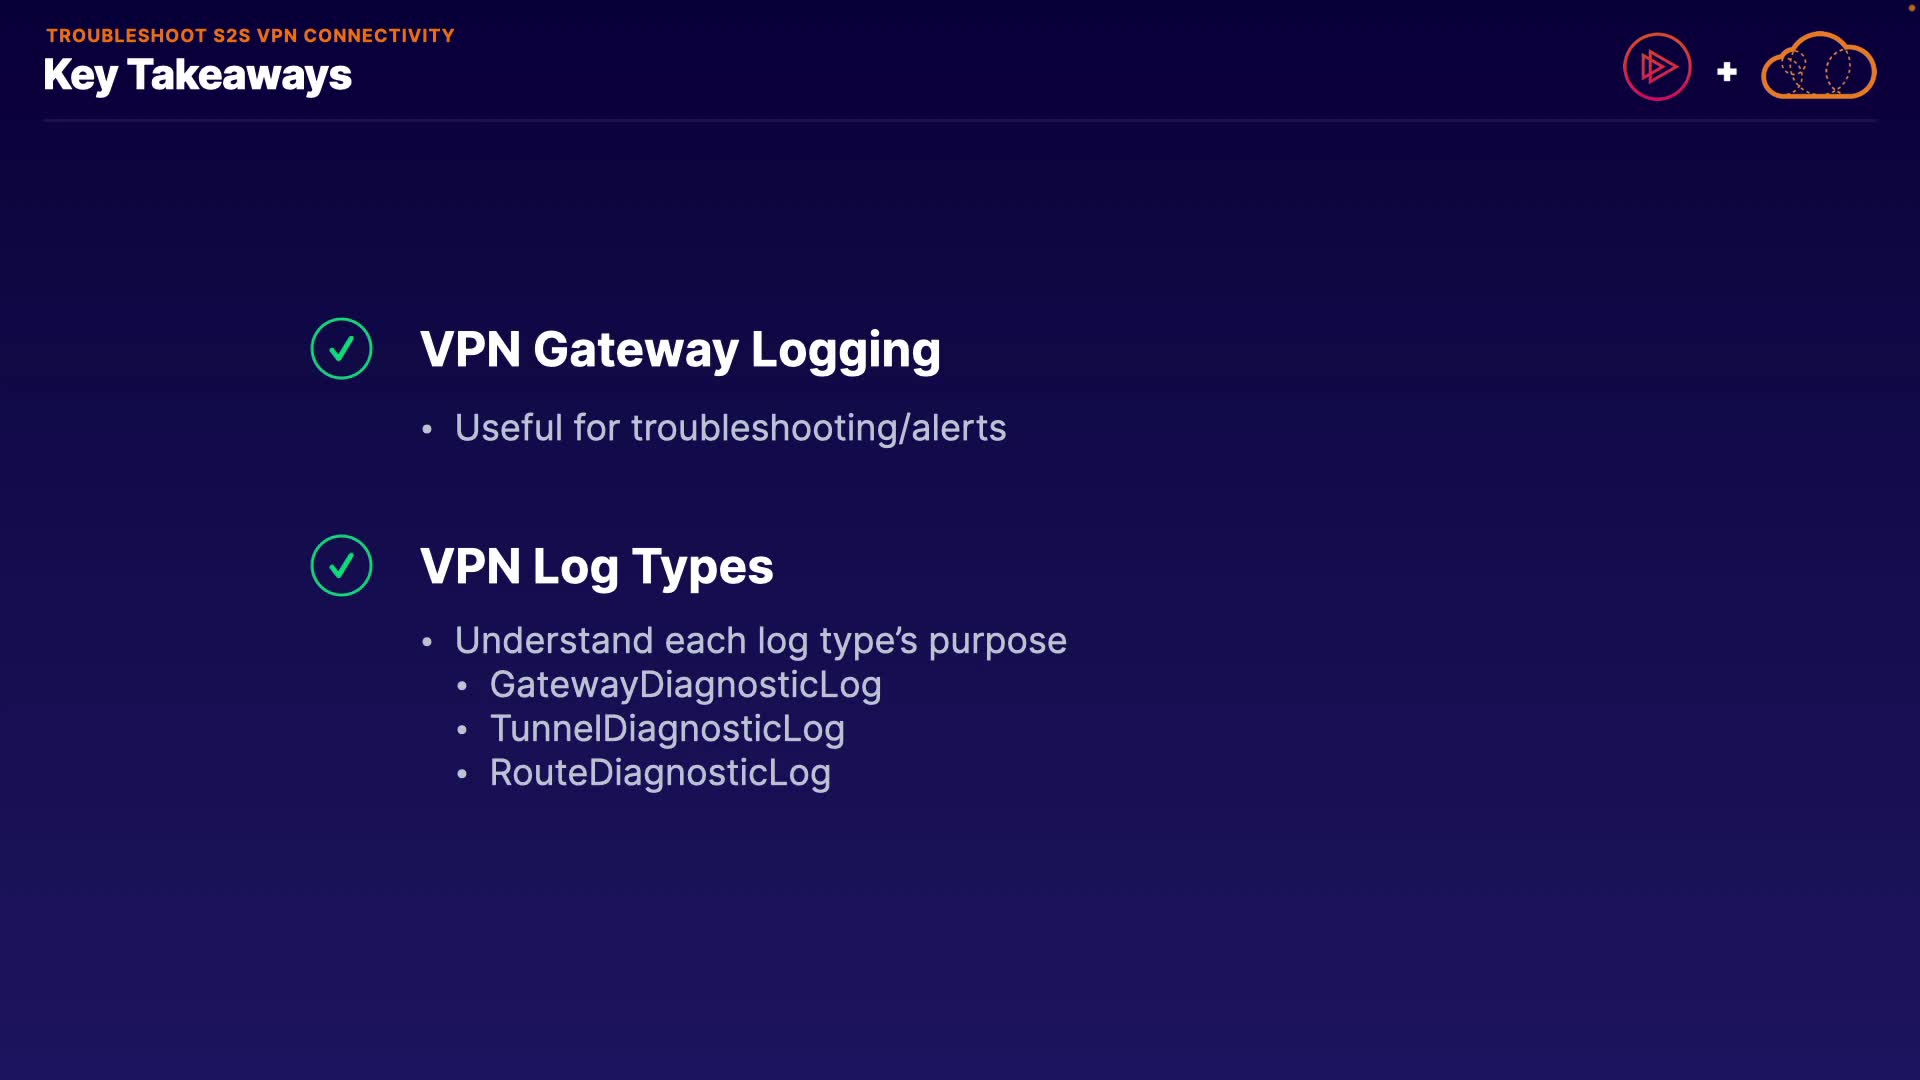 TROUBLESHOOT S2S VPN CONNECTIVITY
Key Takeaways
VPN Gateway Logging
• Useful for troubleshooting/alerts
VPN Log Types
• Understand each log type’s purpose
• GatewayDiagnosticLog
• TunnelDiagnosticLog
• RouteDiagnosticLog